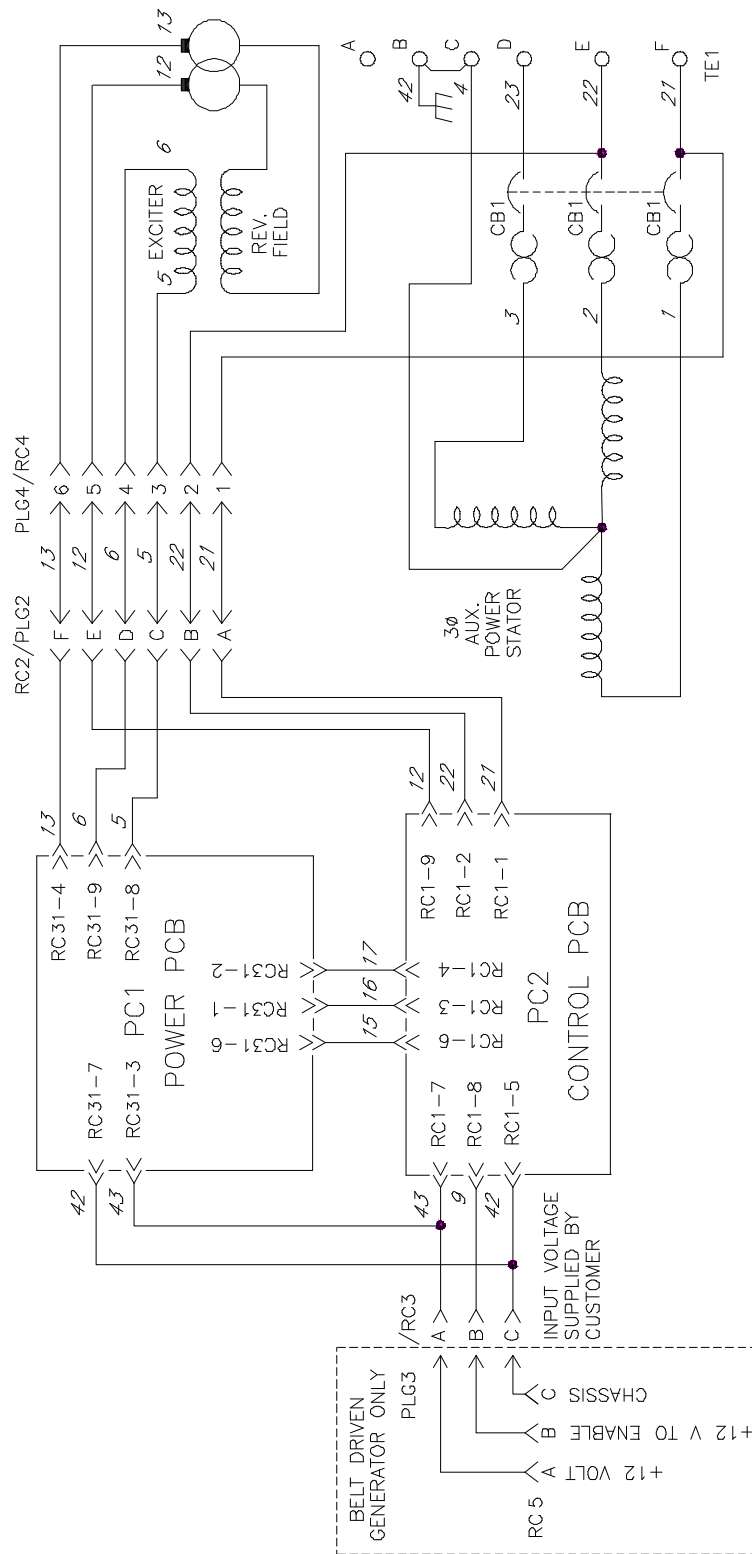 13
12
6
EXCITER
5
REV.
FIELD
A
B
42
C
4
D
23
E
22
F
21
TE1
CB1
CB1
CB1
3
2
1
PLG4/RC4
6
5
4
3
2
1
13
12
6
5
22
21
RC2/PLG2
F
E
D
C
B
A
3Ø
AUX.
POWER
STATOR
13
6
5
RC31-4
RC31-9
RC31-8
PC1
POWER PCB
RC31-2
RC31-1
RC31-6
RC31-7
RC31-3
42
43
17
16
15
12
22
21
RC1-9
RC1-2
RC1-1
RC1-4
RC1-3
RC1-6
PC2
CONTROL PCB
RC1-7
RC1-8
RC1-5
43
9
42
/RC3
A
B
C
INPUT VOLTAGE
SUPPLIED BY
CUSTOMER
PLG3
BELT DRIVEN
GENERATOR ONLY
C CHASSIS
B +12 V TO ENABLE
A +12 VOLT
RC5